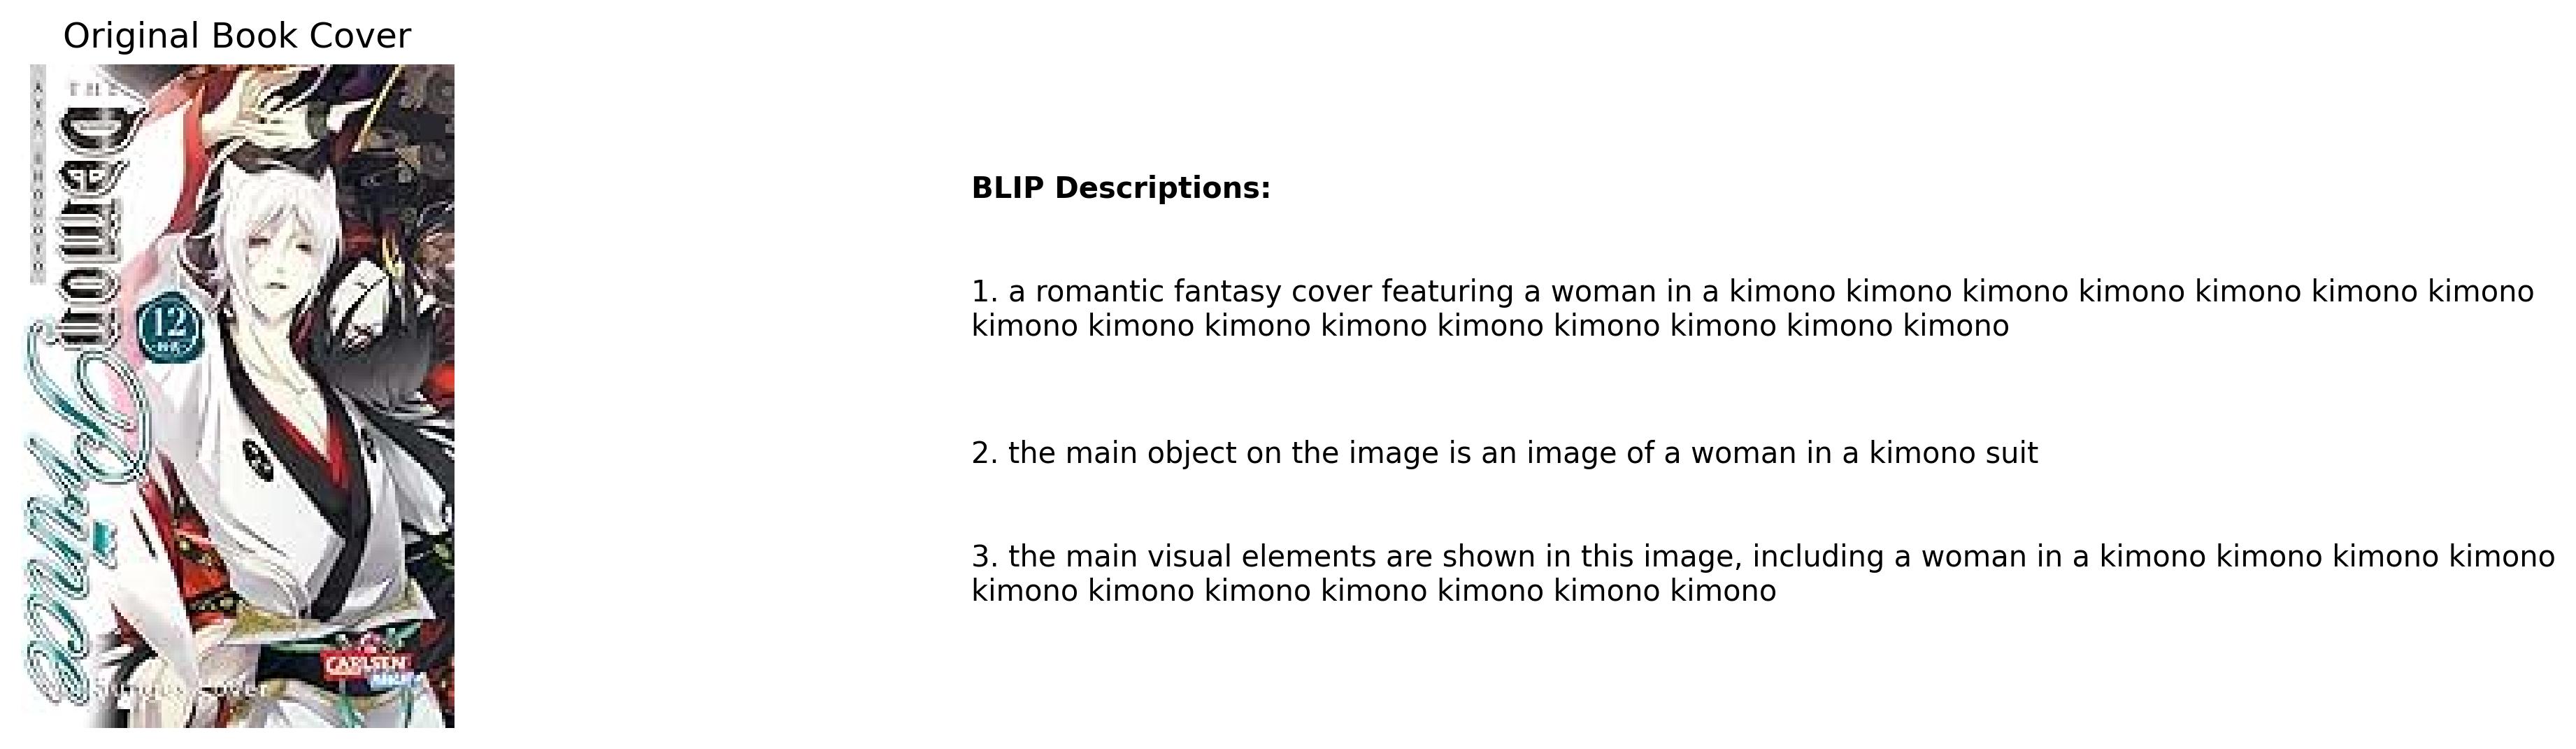 Original Book Cover
AYA SHOUOTO
THE
Demon
Prince
12
CARLSEN
MANGA!
Cover
BLIP Descriptions:
1. a romantic fantasy cover featuring a woman in a kimono kimono kimono kimono kimono kimono kimono
kimono kimono kimono kimono kimono kimono kimono kimono kimono
2. the main object on the image is an image of a woman in a kimono suit
3. the main visual elements are shown in this image, including a woman in a kimono kimono kimono kimono
kimono kimono kimono kimono kimono kimono kimono